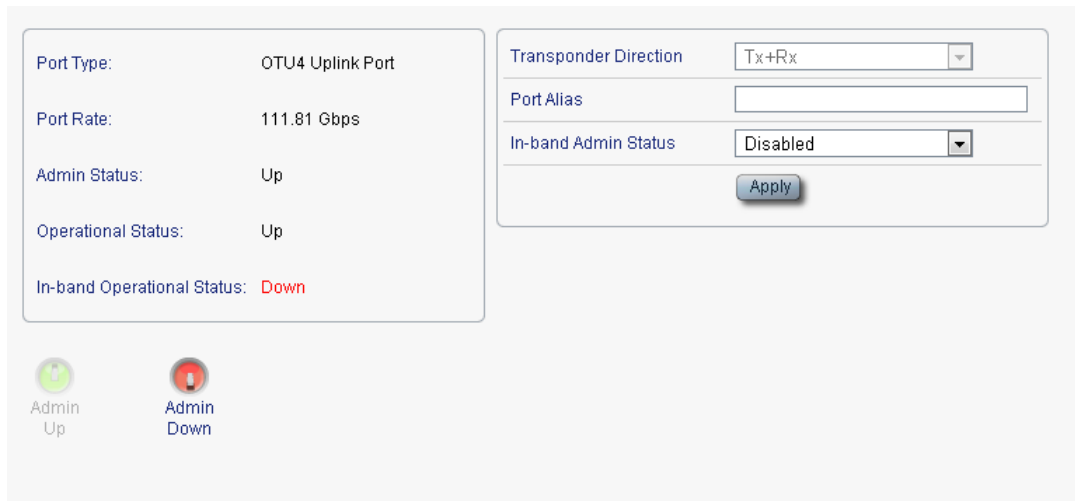 Port Type: OTU4 Uplink Port
Port Rate: 111.81 Gbps
Admin Status: Up
Operational Status: Up
In-band Operational Status: Down
Transponder Direction Tx+Rx
Port Alias
In-band Admin Status Disabled
Apply
Admin
Up
Admin
Down